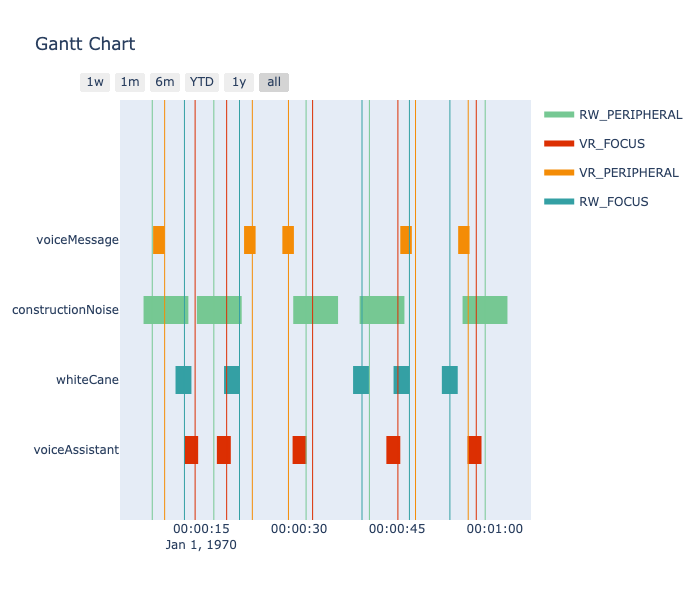 Gantt Chart
1w 1m 6m YTD 1y all
RW_PERIPHERAL
VR_FOCUS
VR_PERIPHERAL
RW_FOCUS
voiceMessage
constructionNoise
whiteCane
voiceAssistant
00:00:15 00:00:30 00:00:45 00:01:00
Jan 1, 1970